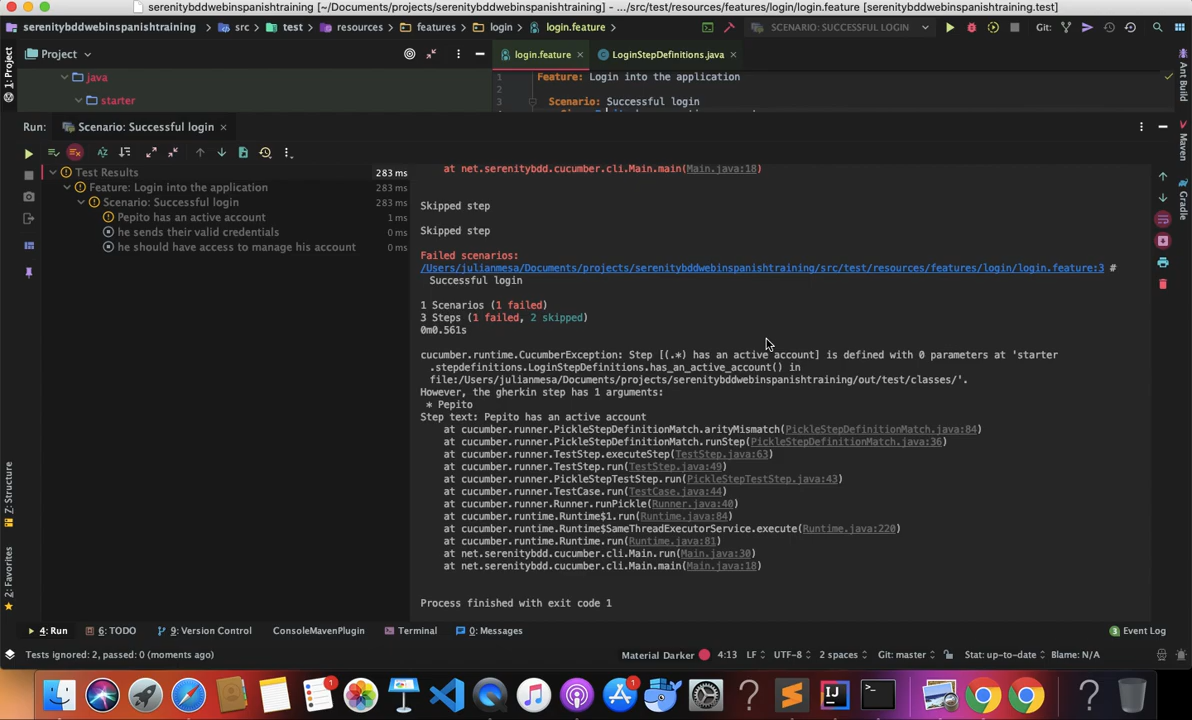 serenitybddwebinspanishtraining [~/Documents/projects/serenitybddwebinspanishtraining] – .../src/test/resources/features/login/login.feature [serenitybddwebinspanishtraining.test]
serenitybddwebinspanishtraining
src
test
resources
features
login
login.feature
SCENARIO: SUCCESSFUL LOGIN
Git:
1: Project
Project
login.feature
LoginStepDefinitions.java
java
starter
1 Feature: Login into the application
2
3 Scenario: Successful login
Ant Build
Maven
Gradle
Run:
Scenario: Successful login
Test Results 283 ms
Feature: Login into the application 283 ms
Scenario: Successful login 283 ms
Pepito has an active account 1 ms
he sends their valid credentials 0 ms
he should have access to manage his account 0 ms
at net.serenitybdd.cucumber.cli.Main.main(Main.java:18)
Skipped step
Skipped step
Failed scenarios:
/Users/julianmesa/Documents/projects/serenitybddwebinspanishtraining/src/test/resources/features/login/login.feature:3 #
Successful login
1 Scenarios (1 failed)
3 Steps (1 failed, 2 skipped)
0m0.561s
cucumber.runtime.CucumberException: Step [(.*) has an active account] is defined with 0 parameters at 'starter
.stepdefinitions.LoginStepDefinitions.has_an_active_account() in
file:/Users/julianmesa/Documents/projects/serenitybddwebinspanishtraining/out/test/classes/'.
However, the gherkin step has 1 arguments:
* Pepito
Step text: Pepito has an active account
at cucumber.runner.PickleStepDefinitionMatch.arityMismatch(PickleStepDefinitionMatch.java:84)
at cucumber.runner.PickleStepDefinitionMatch.runStep(PickleStepDefinitionMatch.java:36)
at cucumber.runner.TestStep.executeStep(TestStep.java:63)
at cucumber.runner.TestStep.run(TestStep.java:49)
at cucumber.runner.PickleStepTestStep.run(PickleStepTestStep.java:43)
at cucumber.runner.TestCase.run(TestCase.java:44)
at cucumber.runner.Runner.runPickle(Runner.java:40)
at cucumber.runtime.Runtime$1.run(Runtime.java:84)
at cucumber.runtime.Runtime$SameThreadExecutorService.execute(Runtime.java:220)
at cucumber.runtime.Runtime.run(Runtime.java:81)
at net.serenitybdd.cucumber.cli.Main.run(Main.java:30)
at net.serenitybdd.cucumber.cli.Main.main(Main.java:18)
Process finished with exit code 1
Z: Structure
2: Favorites
4: Run
6: TODO
9: Version Control
ConsoleMavenPlugin
Terminal
0: Messages
3 Event Log
Tests ignored: 2, passed: 0 (moments ago)
Material Darker
4:13
LF
UTF-8
2 spaces
Git: master
Stat: up-to-date
Blame: N/A
1
1
IJ